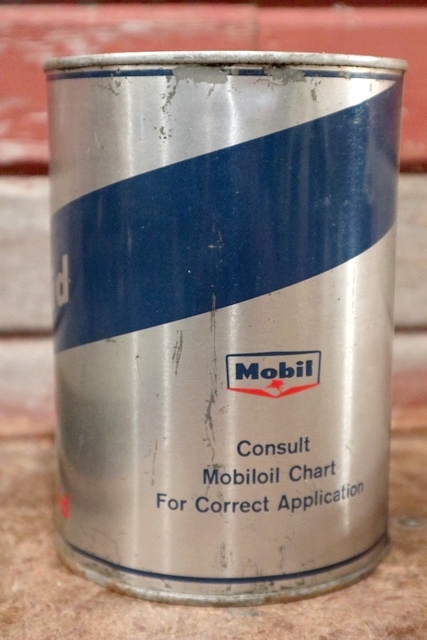 d
Mobil
Consult
Mobiloil Chart
For Correct Application